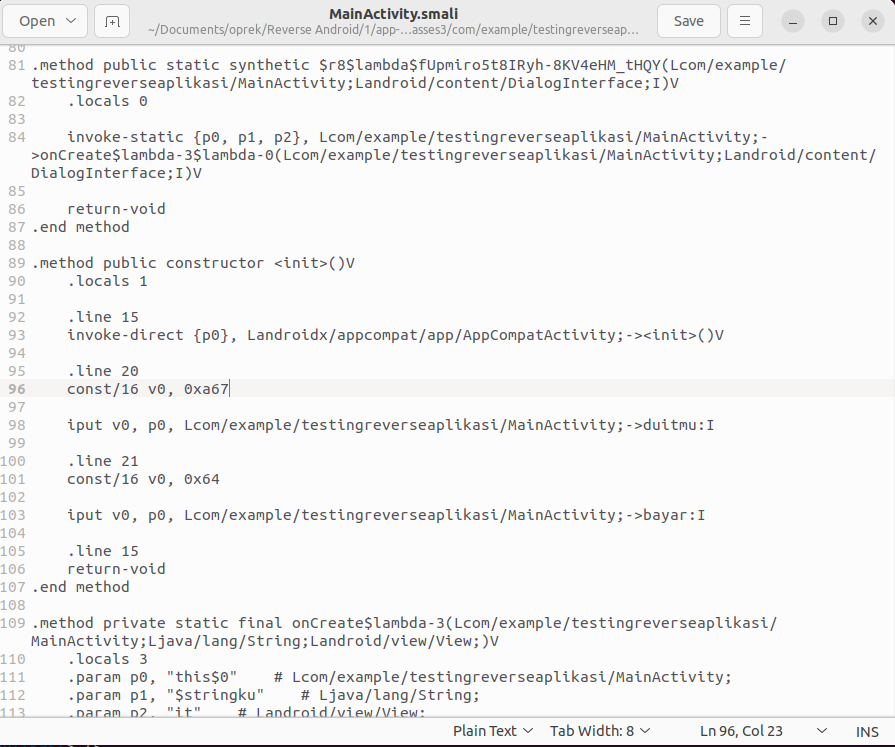 Open
MainActivity.smali
~/Documents/oprek/Reverse Android/1/app-...asses3/com/example/testingreverseap...
Save
80
81 .method public static synthetic $r8$lambda$fUpmiro5t8IRyh-8KV4eHM_tHQY(Lcom/example/
testingreverseaplikasi/MainActivity;Landroid/content/DialogInterface;I)V
82     .locals 0
83
84     invoke-static {p0, p1, p2}, Lcom/example/testingreverseaplikasi/MainActivity;-
>onCreate$lambda-3$lambda-0(Lcom/example/testingreverseaplikasi/MainActivity;Landroid/content/
DialogInterface;I)V
85
86     return-void
87 .end method
88
89 .method public constructor <init>()V
90     .locals 1
91
92     .line 15
93     invoke-direct {p0}, Landroidx/appcompat/app/AppCompatActivity;-><init>()V
94
95     .line 20
96     const/16 v0, 0xa67
97
98     iput v0, p0, Lcom/example/testingreverseaplikasi/MainActivity;->duitmu:I
99
100     .line 21
101     const/16 v0, 0x64
102
103     iput v0, p0, Lcom/example/testingreverseaplikasi/MainActivity;->bayar:I
104
105     .line 15
106     return-void
107 .end method
108
109 .method private static final onCreate$lambda-3(Lcom/example/testingreverseaplikasi/
MainActivity;Ljava/lang/String;Landroid/view/View;)V
110     .locals 3
111     .param p0, "this$0"    # Lcom/example/testingreverseaplikasi/MainActivity;
112     .param p1, "$stringku"    # Ljava/lang/String;
113     .param p2, "it"    # Landroid/view/View;
Plain Text
Tab Width: 8
Ln 96, Col 23
INS